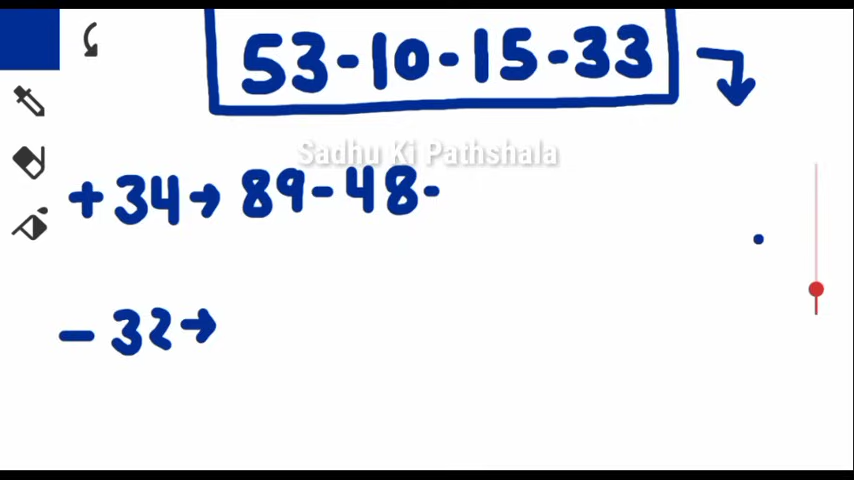 53-10-15-33
Sadhu Ki Pathshala
+34→89-48-
-32→